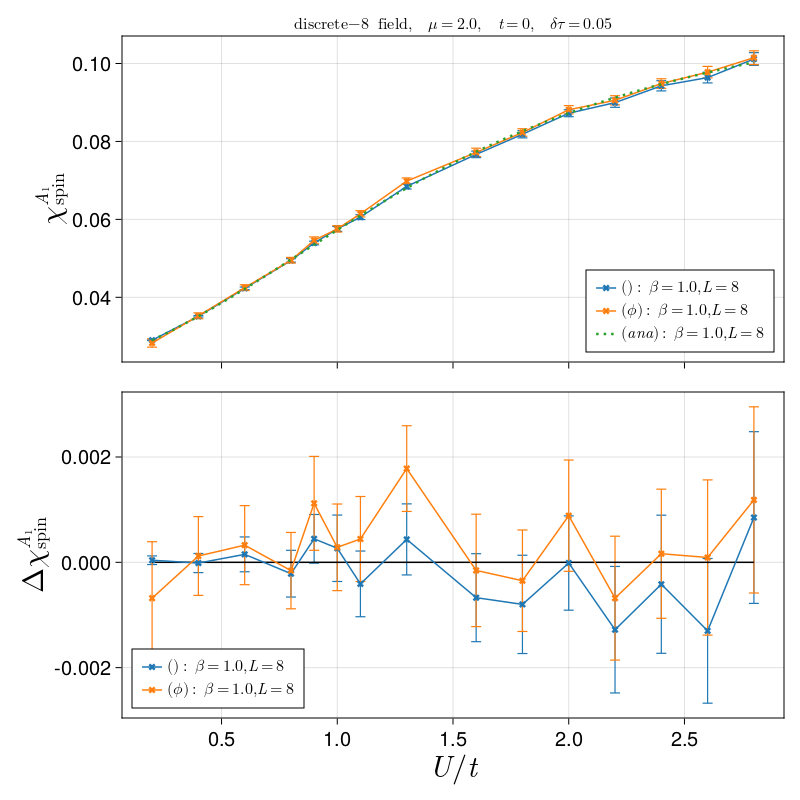 discrete−8 field, μ = 2.0, t = 0, δτ = 0.05
χ^{A_1}_{spin}
0.10
0.08
0.06
0.04
() : β = 1.0, L = 8
(ϕ) : β = 1.0, L = 8
(ana) : β = 1.0, L = 8
Δχ^{A_1}_{spin}
0.002
0.000
-0.002
() : β = 1.0, L = 8
(ϕ) : β = 1.0, L = 8
0.5 1.0 1.5 2.0 2.5
U/t